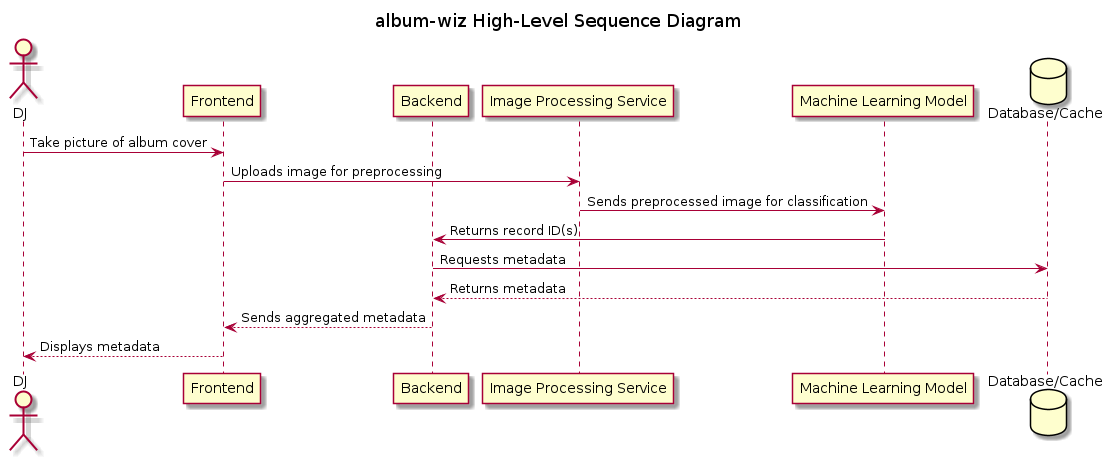 album-wiz High-Level Sequence Diagram
DJ
Frontend
Backend
Image Processing Service
Machine Learning Model
Database/Cache
Take picture of album cover
Uploads image for preprocessing
Sends preprocessed image for classification
Returns record ID(s)
Requests metadata
Returns metadata
Sends aggregated metadata
Displays metadata
DJ
Frontend
Backend
Image Processing Service
Machine Learning Model
Database/Cache